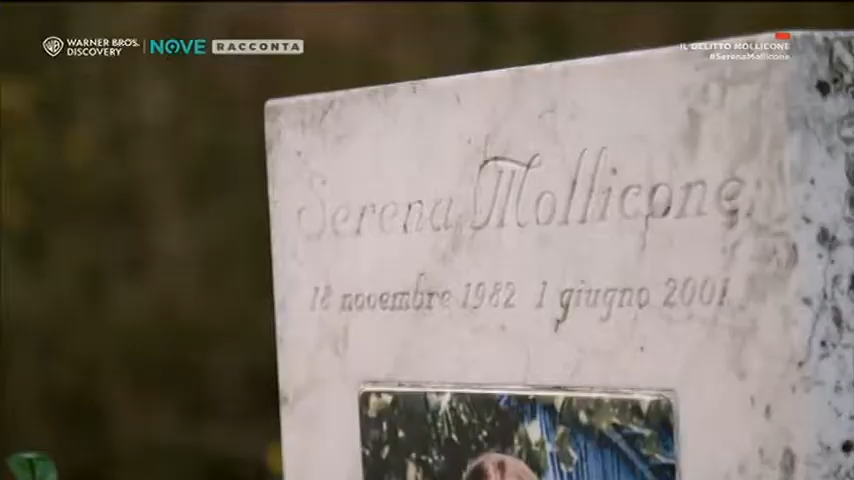 WARNER BROS. DISCOVERY
NOVE RACCONTA
IL DELITTO MOLLICONE
#SerenaMollicone
Serena Mollicone
18 novembre 1982 1 giugno 2001